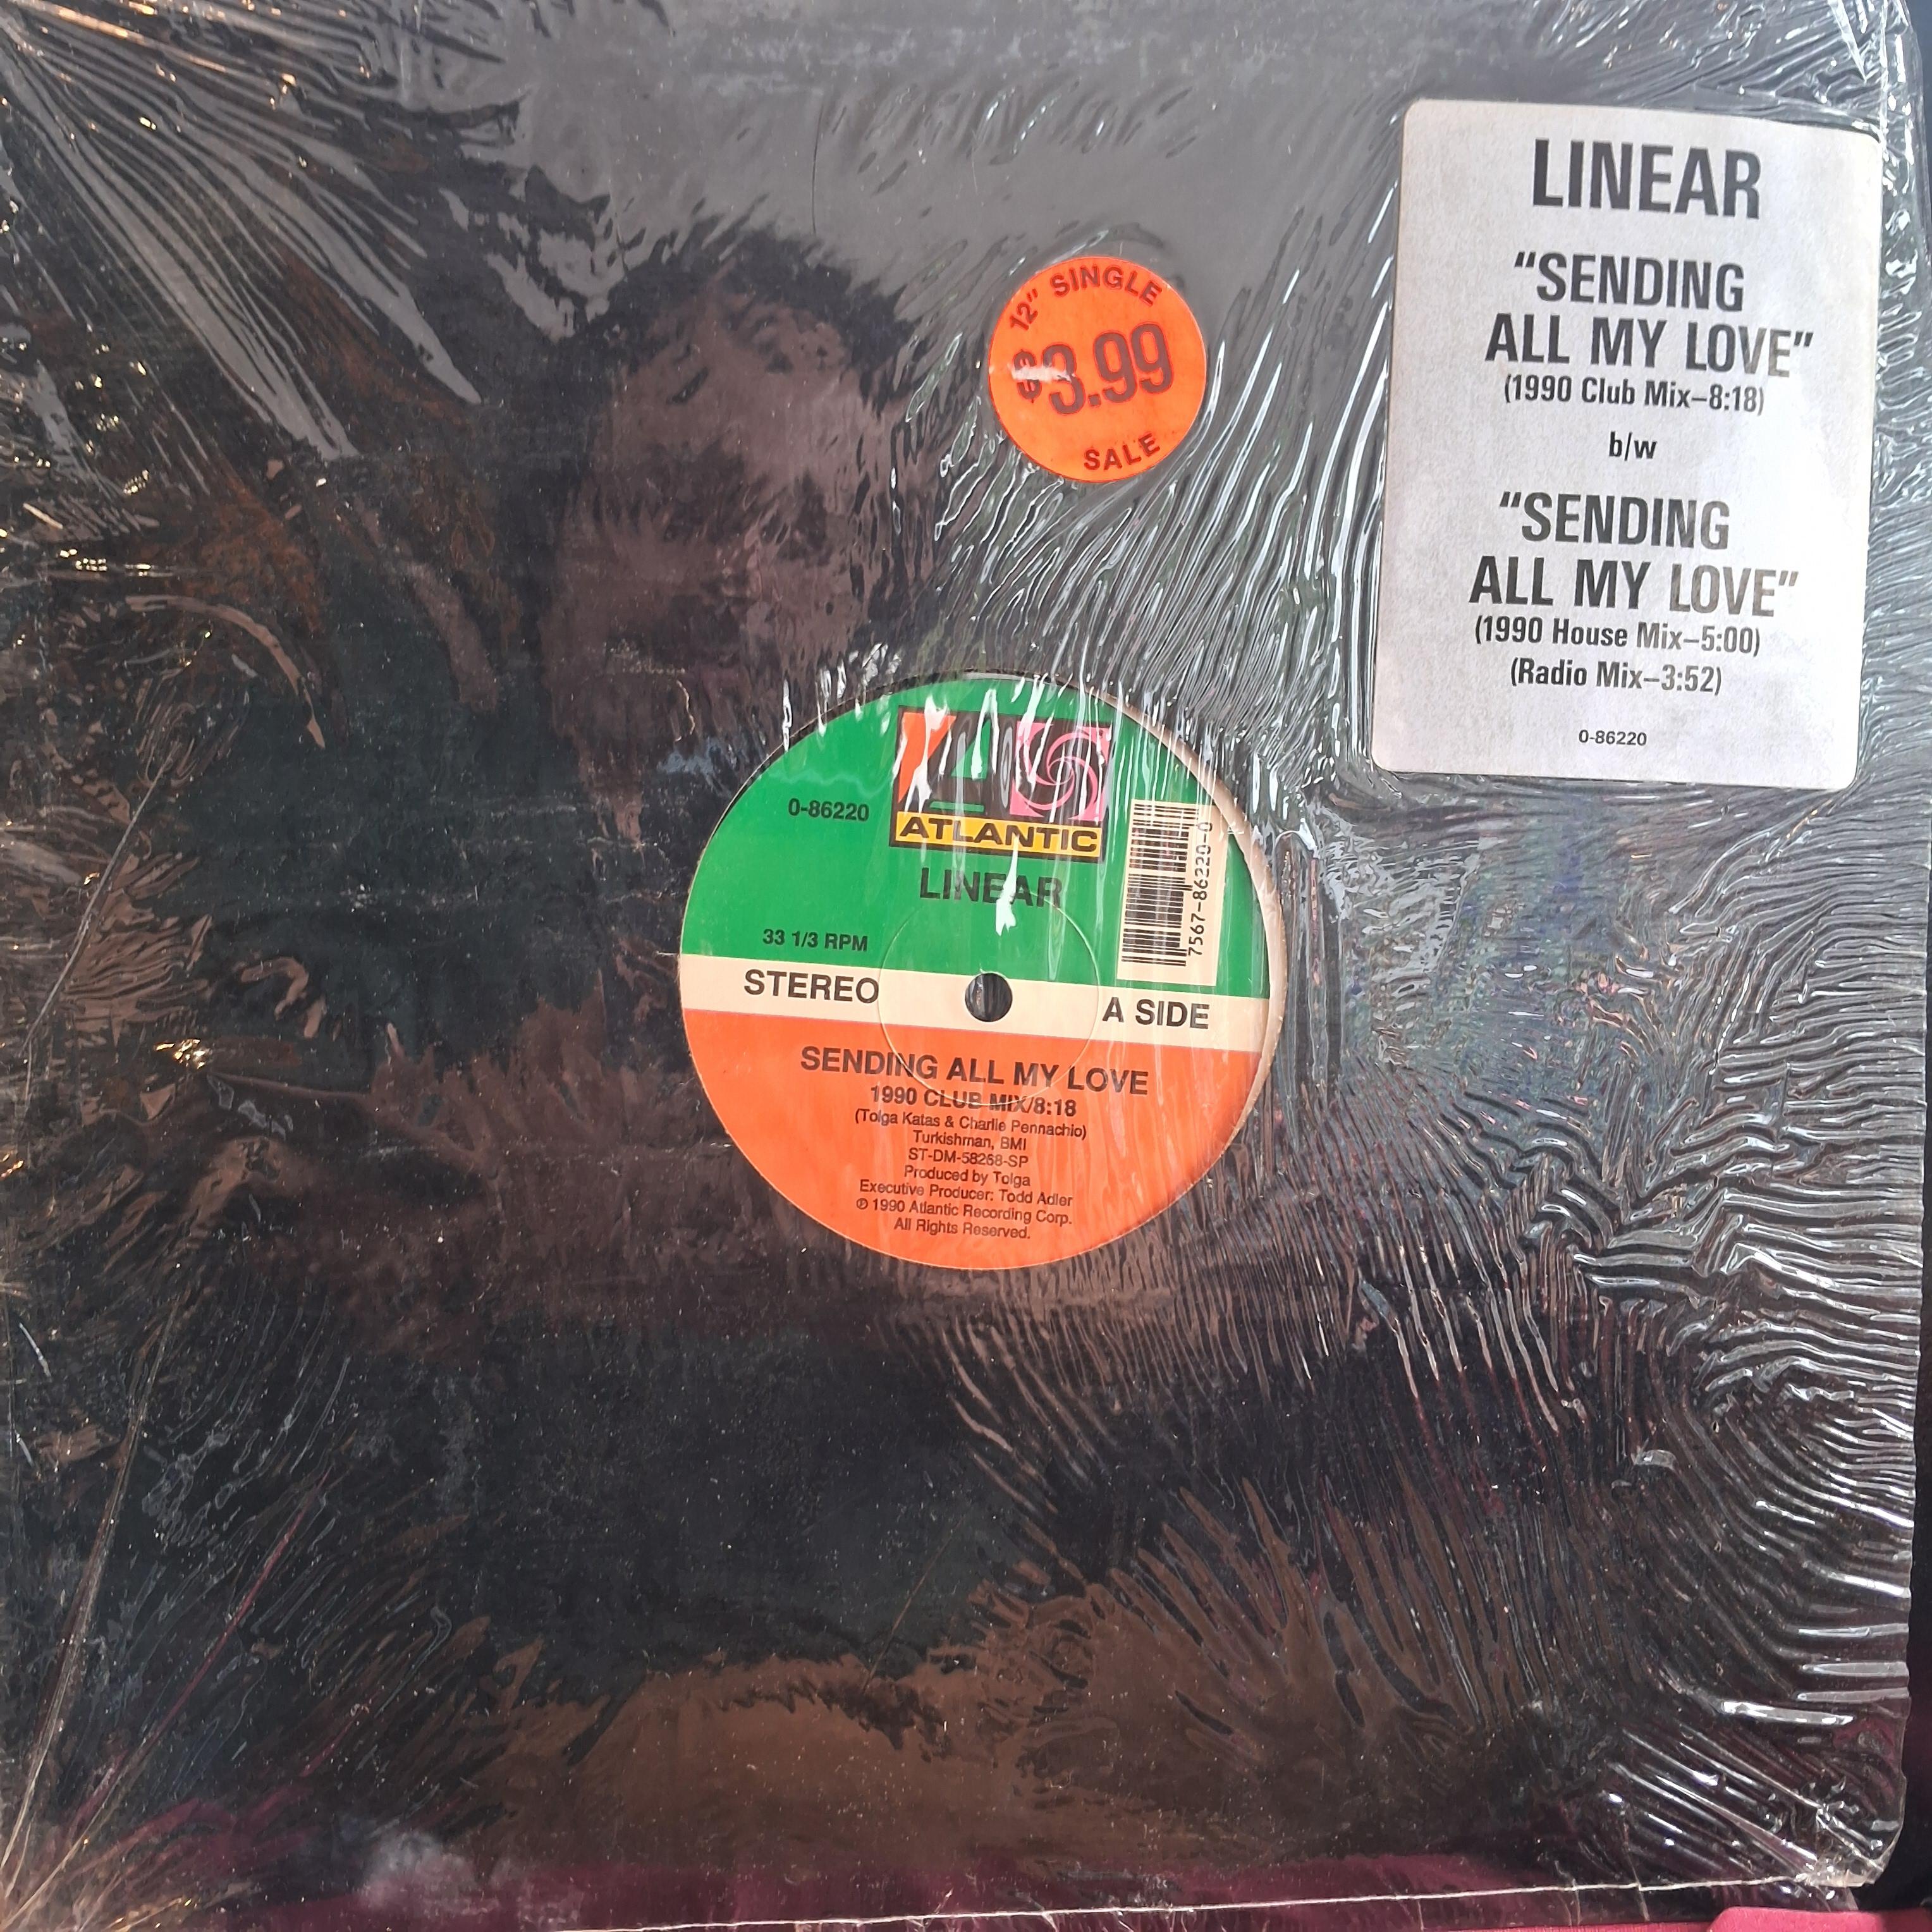 LINEAR
"SENDING
ALL MY LOVE"
(1990 Club Mix–8:18)
b/w
"SENDING
ALL MY LOVE"
(1990 House Mix–5:00)
(Radio Mix–3:52)
0-86220
12" SINGLE
$3.99
SALE
0-86220
ATLANTIC
LINEAR
7567-86220-0
33 1/3 RPM
STEREO
A SIDE
SENDING ALL MY LOVE
1990 CLUB MIX/8:18
(Tolga Katas & Charlie Pennachio)
Turkishman, BMI
ST-DM-58268-SP
Produced by Tolga
Executive Producer: Todd Adler
℗ 1990 Atlantic Recording Corp.
All Rights Reserved.